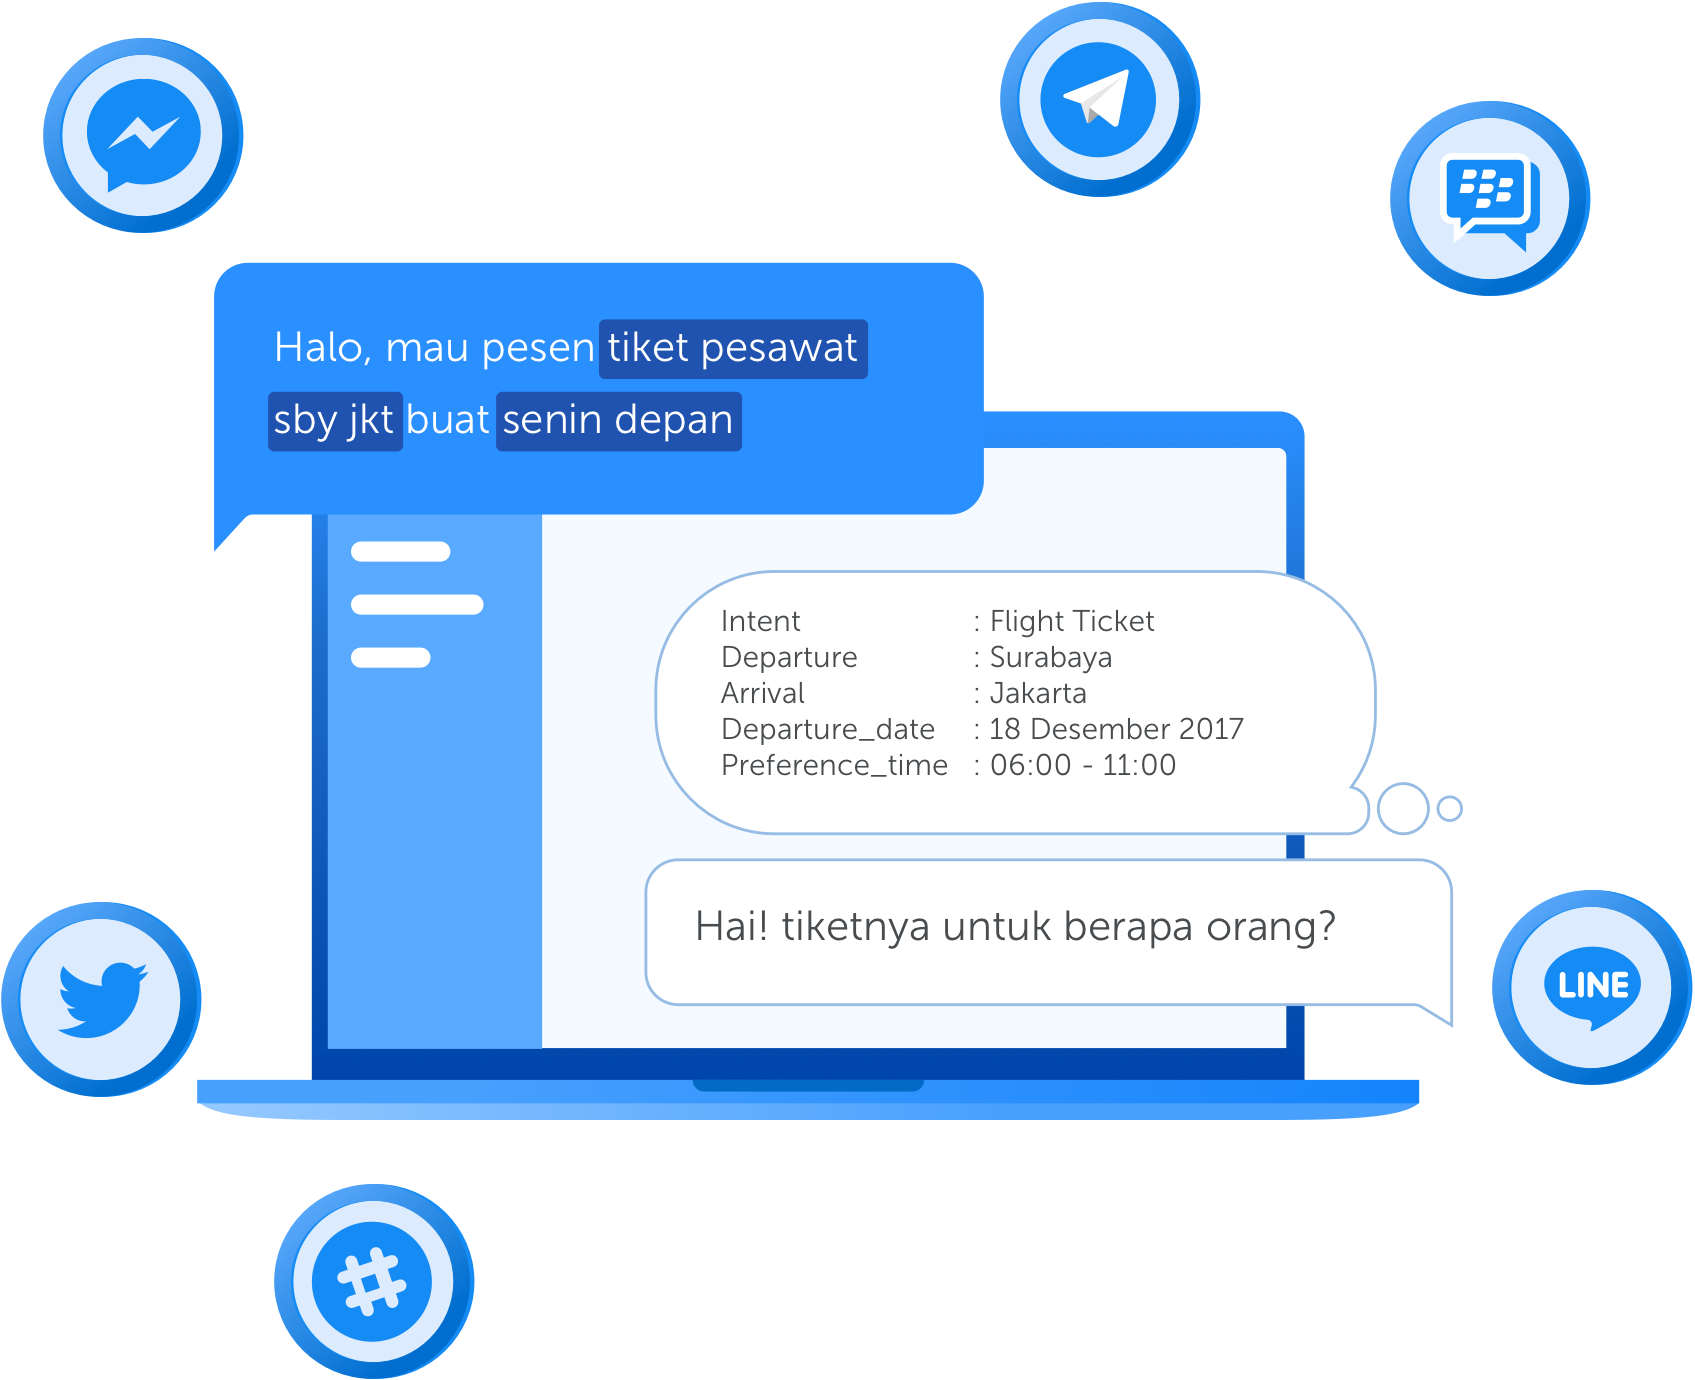 Halo, mau pesen tiket pesawat
sby jkt buat senin depan
Intent : Flight Ticket
Departure : Surabaya
Arrival : Jakarta
Departure_date : 18 Desember 2017
Preference_time : 06:00 - 11:00
Hai! tiketnya untuk berapa orang?
LINE